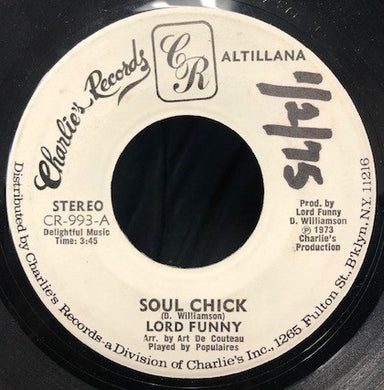 Charlie's Records
CR
ALTILLANA
1/2/75
STEREO
CR-993-A
Delightful Music
Time: 3:45
Prod. by
Lord Funny
D. Williamson
℗ 1973
Charlie's
Production
SOUL CHICK
(D. Williamson)
LORD FUNNY
Arr. by Art De Couteau
Played by Populaires
Distributed by Charlie's Records-a Division of Charlie's Inc., 1265 Fulton St., B'klyn. N.Y. 11216